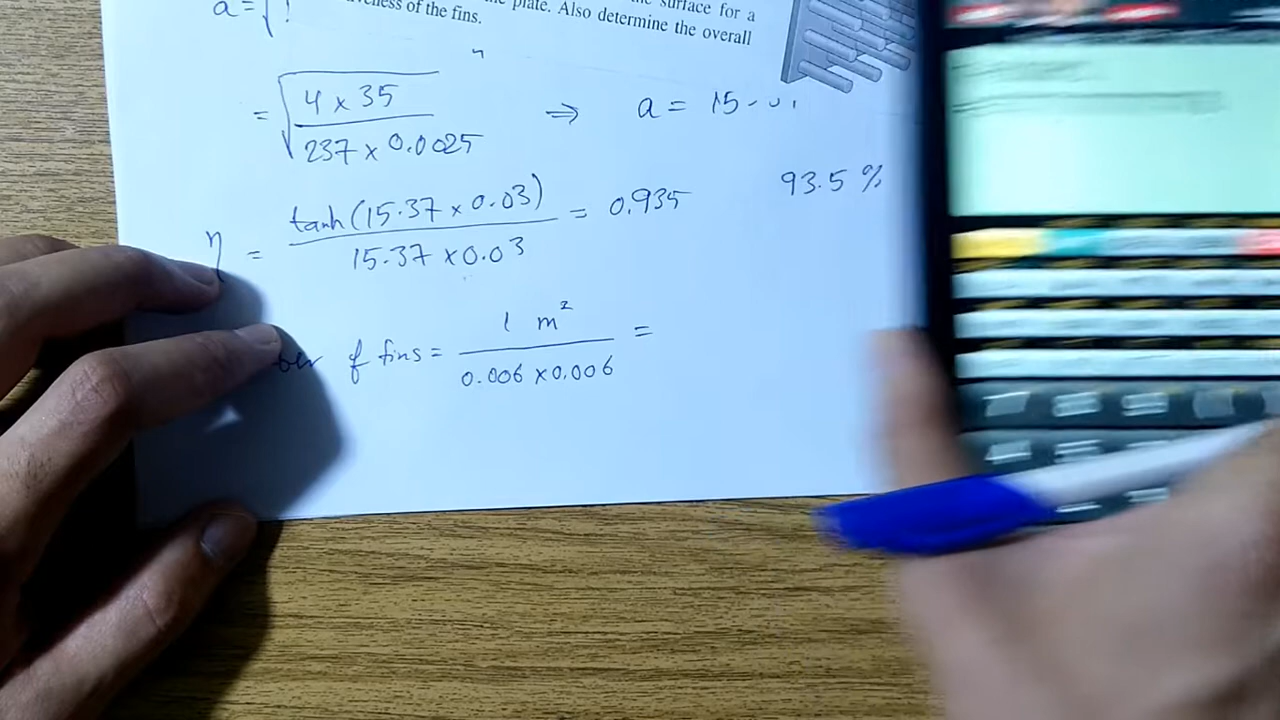 a = √
surface for a
plate. Also determine the overall
of the fins.
= √(4 x 35 / 237 x 0.0025) ⇒ a = 15
η = tanh(15.37 x 0.03) / 15.37 x 0.03 = 0.935 93.5 %
of fins = 1 m² / 0.006 x 0.006 =